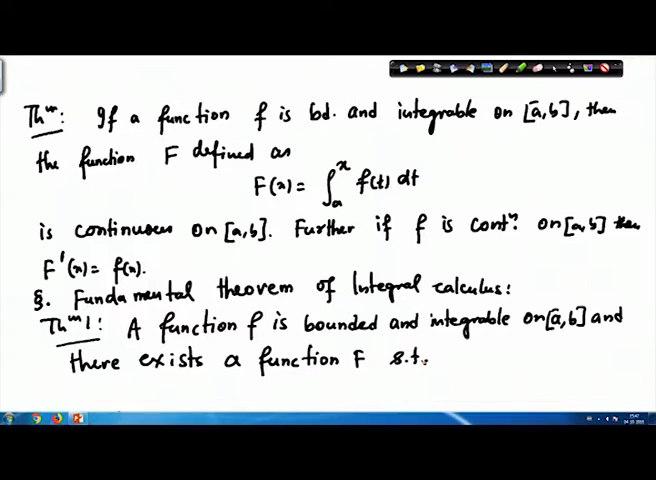 Thm: If a function f is bd. and integrable on [a,b], then
the function F defined as
F(x) = ∫_a^x f(t) dt
is continuous on [a,b]. Further if f is contn. on [a,b] then
F'(x) = f(x).
§. Fundamental theorem of Integral calculus:
Thm 1: A function f is bounded and integrable on [a,b] and
there exists a function F s.t.